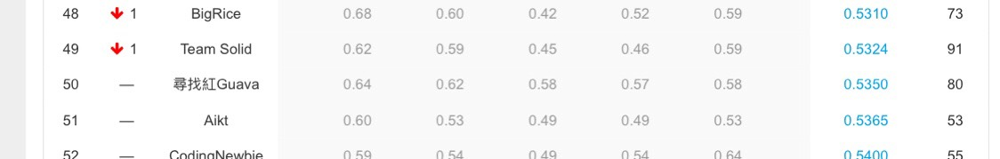 48 1 BigRice 0.68 0.60 0.42 0.52 0.59 0.5310 73
49 1 Team Solid 0.62 0.59 0.45 0.46 0.59 0.5324 91
50 — 尋找紅Guava 0.64 0.62 0.58 0.57 0.58 0.5350 80
51 — Aikt 0.60 0.53 0.49 0.49 0.53 0.5365 53
52 — CodingNewbie 0.59 0.54 0.49 0.54 0.64 0.5400 55